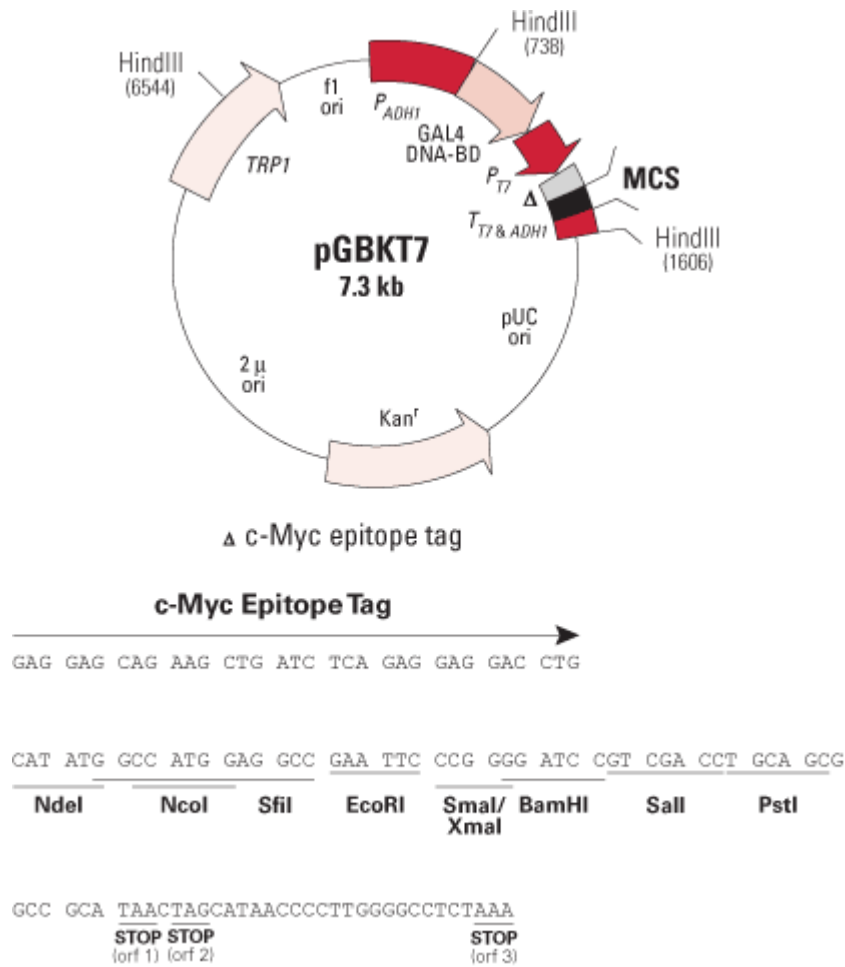 HindIII
(738)
HindIII
(6544)
f1
ori
PADH1
GAL4
DNA-BD
TRP1
PT7
Δ
MCS
TT7 & ADH1
HindIII
(1606)
pGBKT7
7.3 kb
pUC
ori
2 μ
ori
Kanr
Δ c-Myc epitope tag
c-Myc Epitope Tag
GAG GAG CAG AAG CTG ATC TCA GAG GAG GAC CTG
CAT ATG GCC ATG GAG GCC GAA TTC CCG GGG ATC CGT CGA CCT GCA GCG
NdeI NcoI SfiI EcoRI SmaI/ BamHI SalI PstI
XmaI
GCC GCA TAACTAGCATAACCCCTTGGGGCCTCTAAA
STOP STOP STOP
(orf 1) (orf 2) (orf 3)